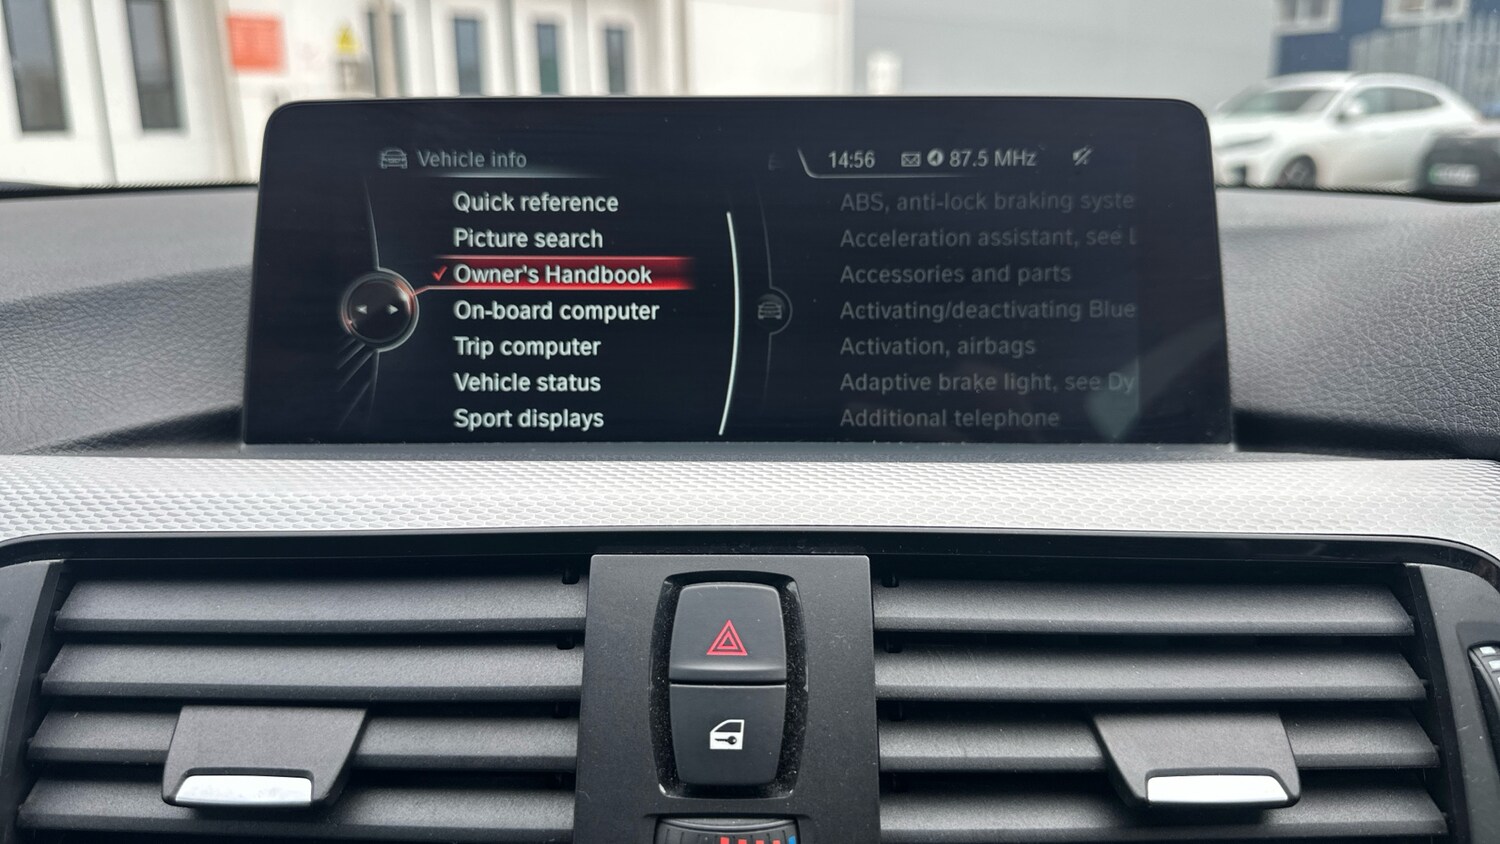 Vehicle info
14:56 87.5 MHz
Quick reference
Picture search
Owner's Handbook
On-board computer
Trip computer
Vehicle status
Sport displays
ABS, anti-lock braking syste
Acceleration assistant, see L
Accessories and parts
Activating/deactivating Blue
Activation, airbags
Adaptive brake light, see Dy
Additional telephone